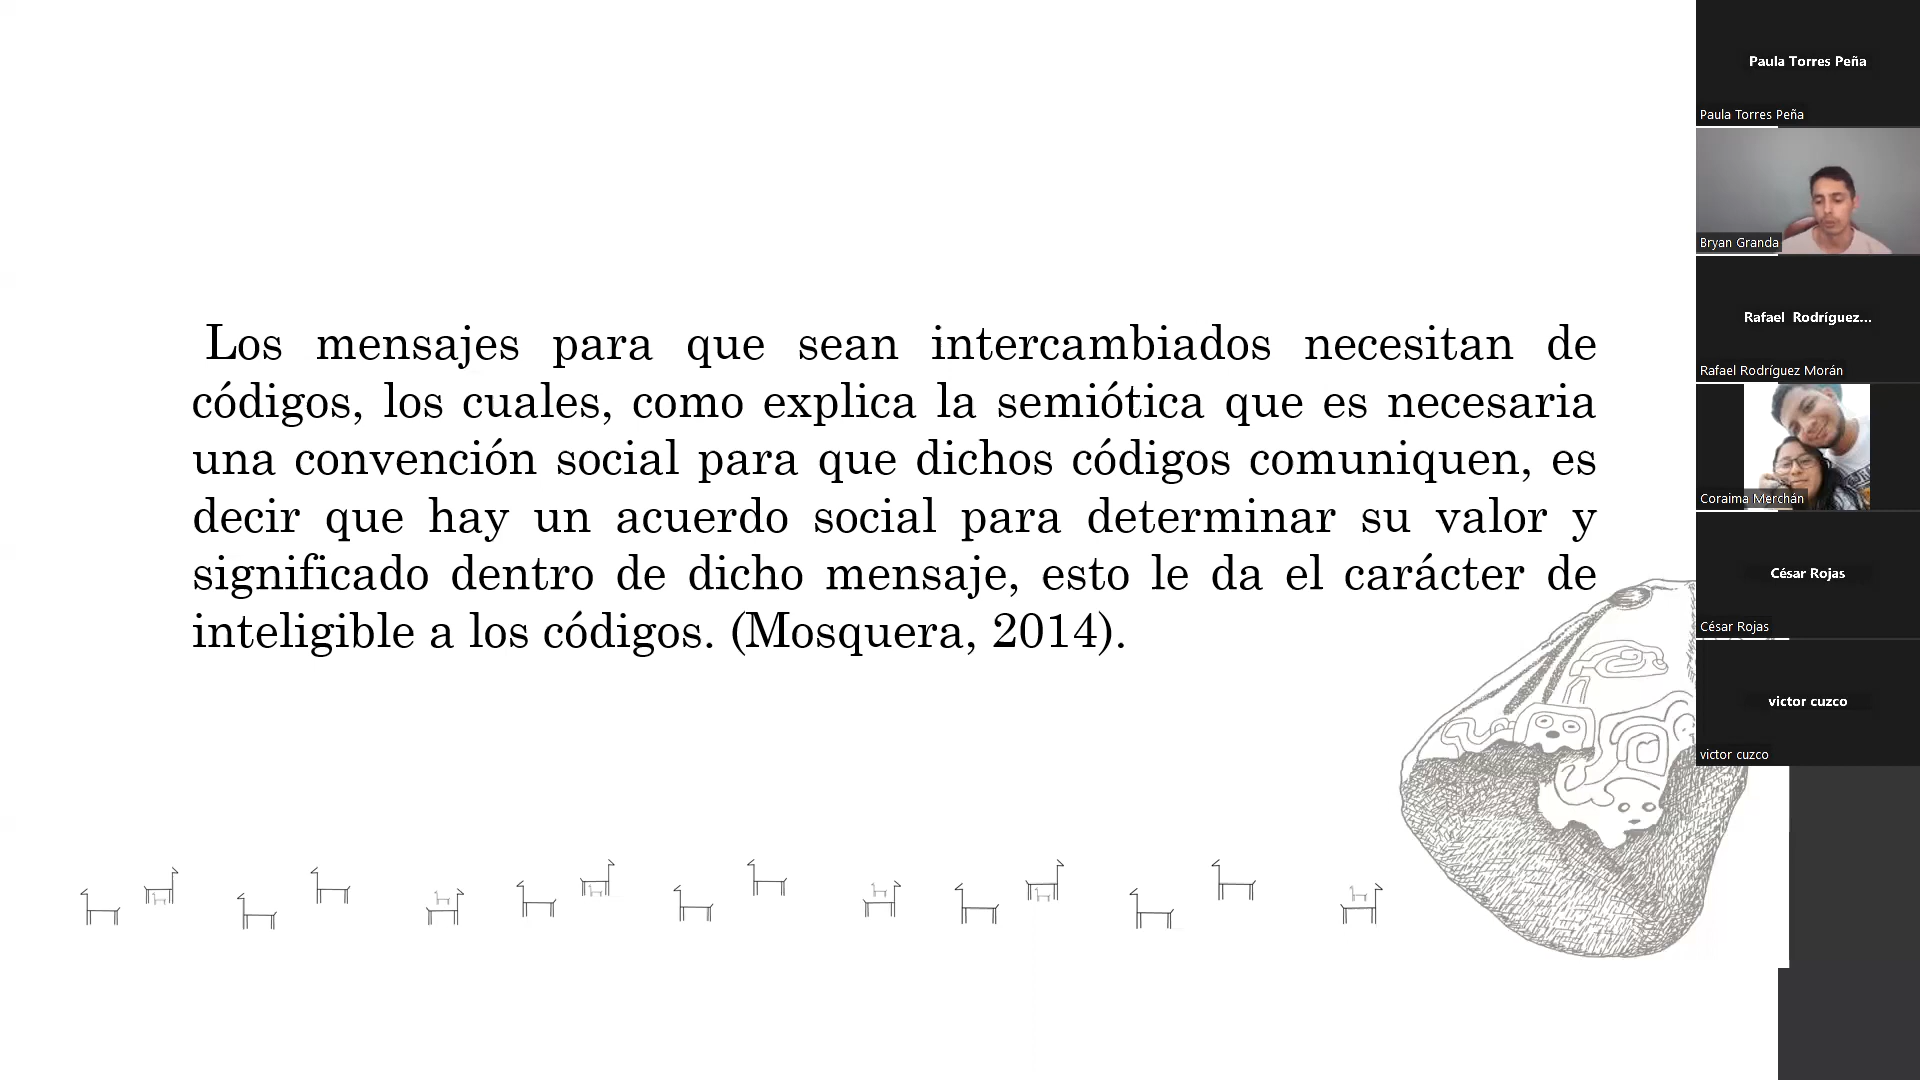 Los mensajes para que sean intercambiados necesitan de
códigos, los cuales, como explica la semiótica que es necesaria
una convención social para que dichos códigos comuniquen, es
decir que hay un acuerdo social para determinar su valor y
significado dentro de dicho mensaje, esto le da el carácter de
inteligible a los códigos. (Mosquera, 2014).
Paula Torres Peña
Paula Torres Peña
Bryan Granda
Rafael Rodríguez...
Rafael Rodríguez Morán
Coraima Merchán
César Rojas
César Rojas
victor cuzco
victor cuzco